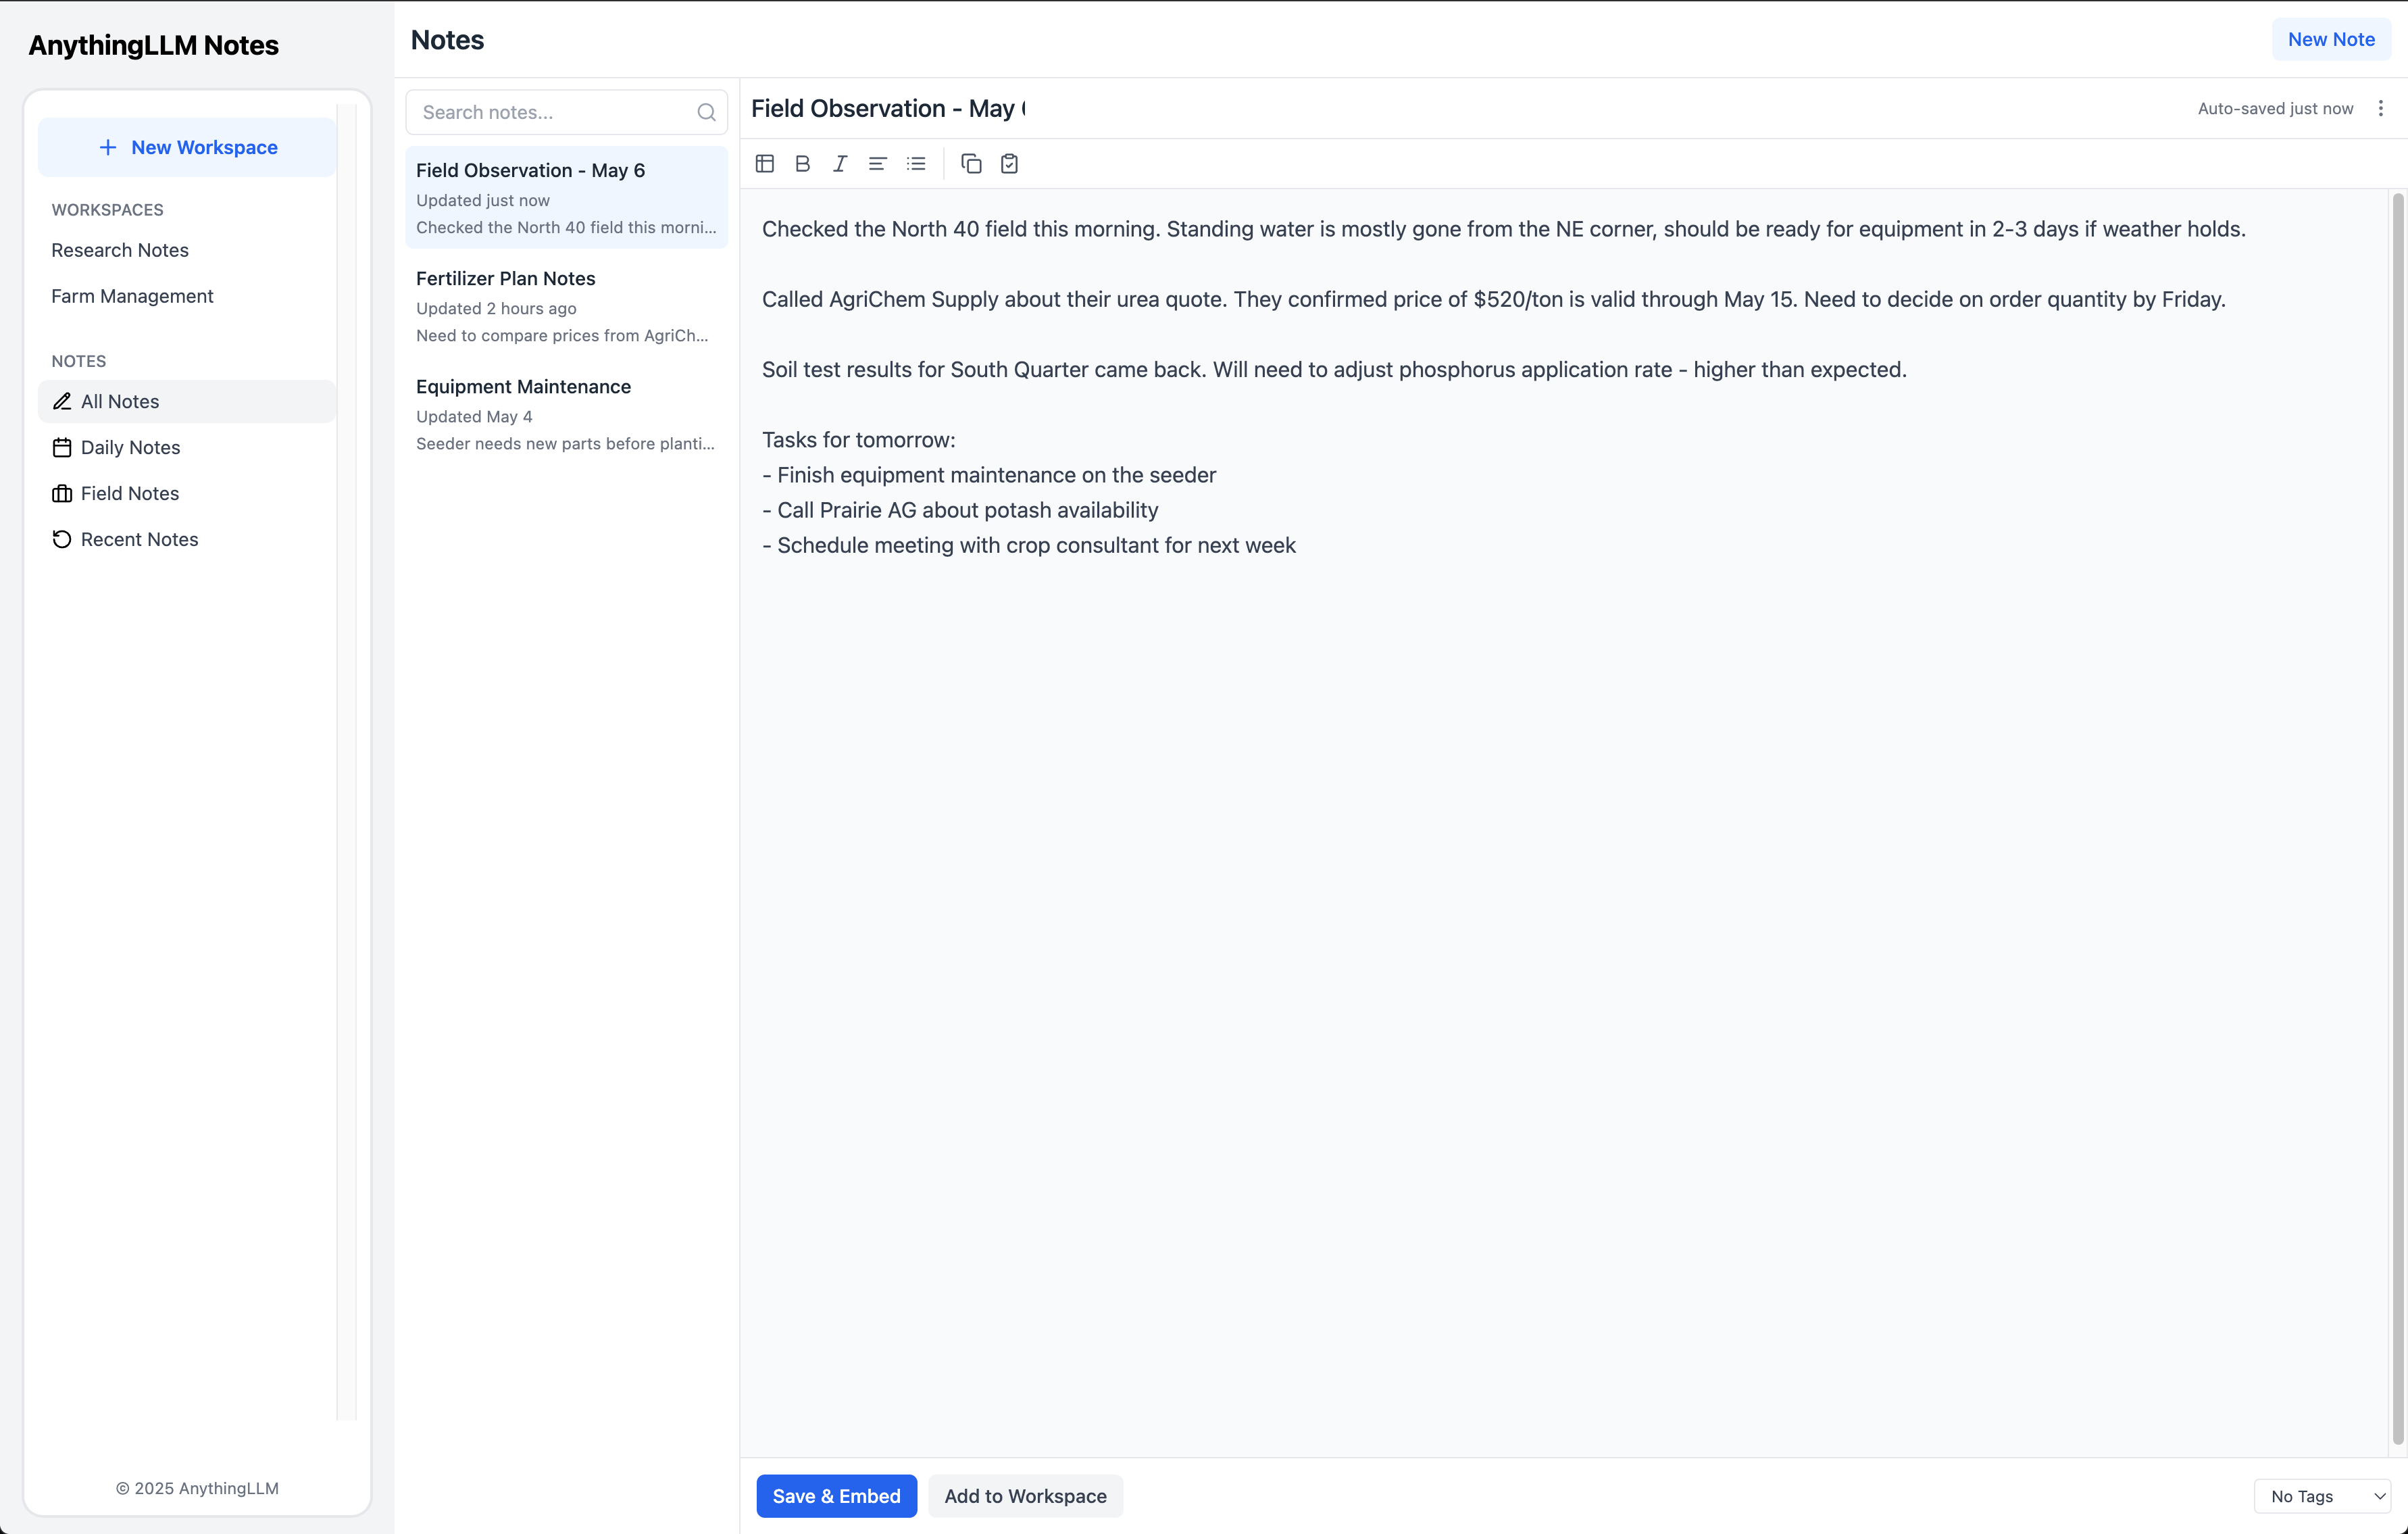 AnythingLLM Notes
New Workspace
WORKSPACES
Research Notes
Farm Management
NOTES
All Notes
Daily Notes
Field Notes
Recent Notes
© 2025 AnythingLLM
Notes
New Note
Search notes...
Field Observation - May 6
Updated just now
Checked the North 40 field this morni...
Fertilizer Plan Notes
Updated 2 hours ago
Need to compare prices from AgriCh...
Equipment Maintenance
Updated May 4
Seeder needs new parts before planti...
Field Observation - May
Auto-saved just now
Checked the North 40 field this morning. Standing water is mostly gone from the NE corner, should be ready for equipment in 2-3 days if weather holds.
Called AgriChem Supply about their urea quote. They confirmed price of $520/ton is valid through May 15. Need to decide on order quantity by Friday.
Soil test results for South Quarter came back. Will need to adjust phosphorus application rate - higher than expected.
Tasks for tomorrow:
- Finish equipment maintenance on the seeder
- Call Prairie AG about potash availability
- Schedule meeting with crop consultant for next week
Save & Embed
Add to Workspace
No Tags